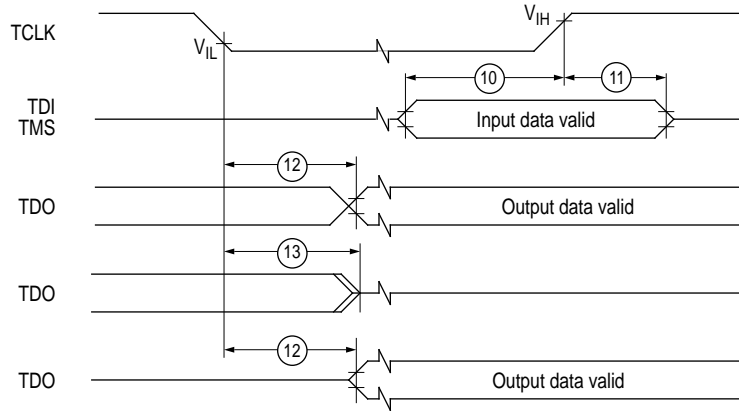 TCLK
V_IL
V_IH
10
11
TDI
TMS
Input data valid
12
TDO
Output data valid
13
TDO
12
TDO
Output data valid